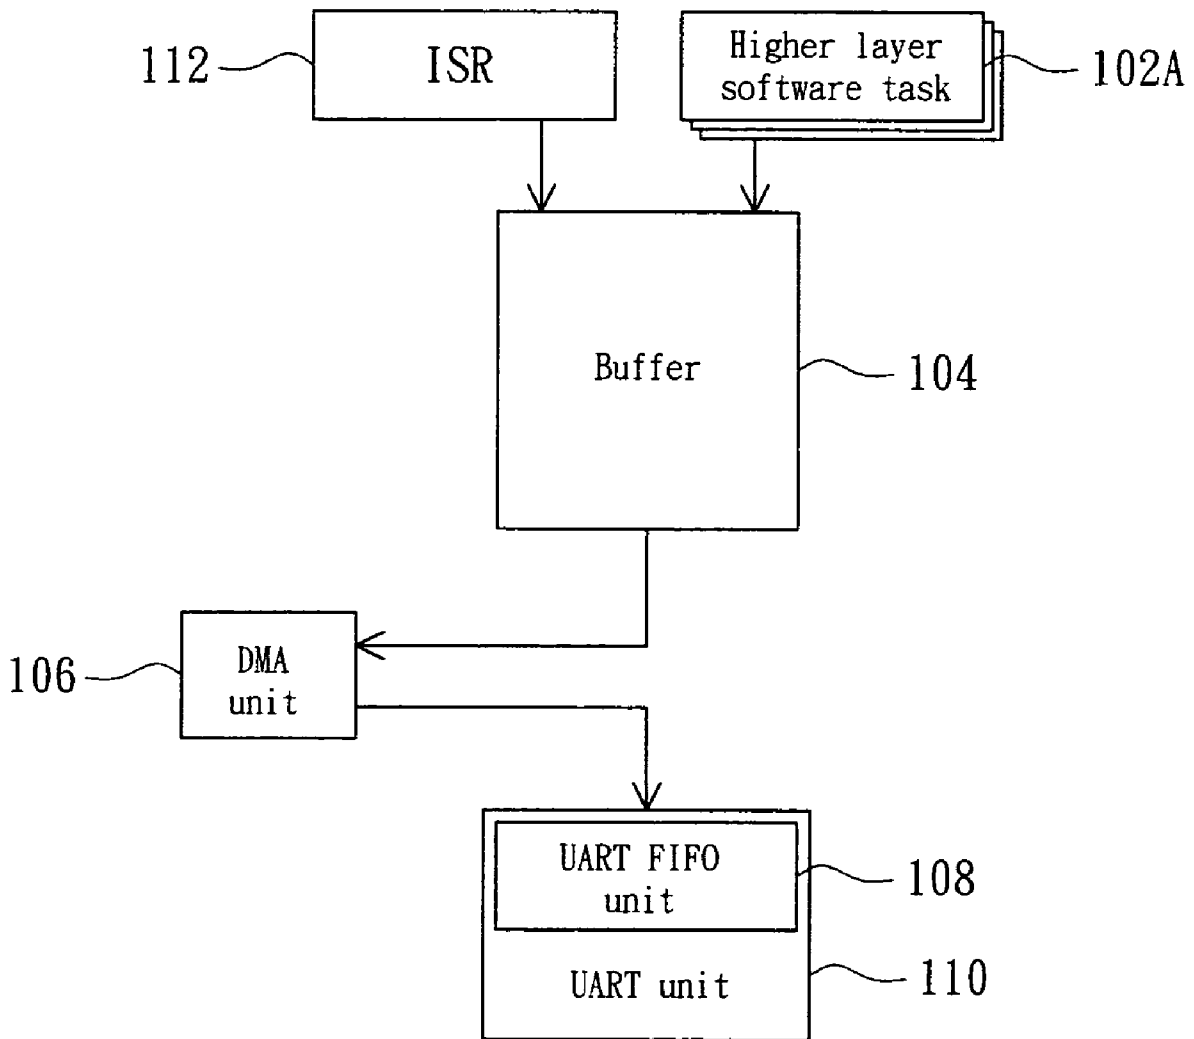 112
ISR
Higher layer
software task
102A
Buffer
104
106
DMA
unit
UART FIFO
unit
108
UART unit
110